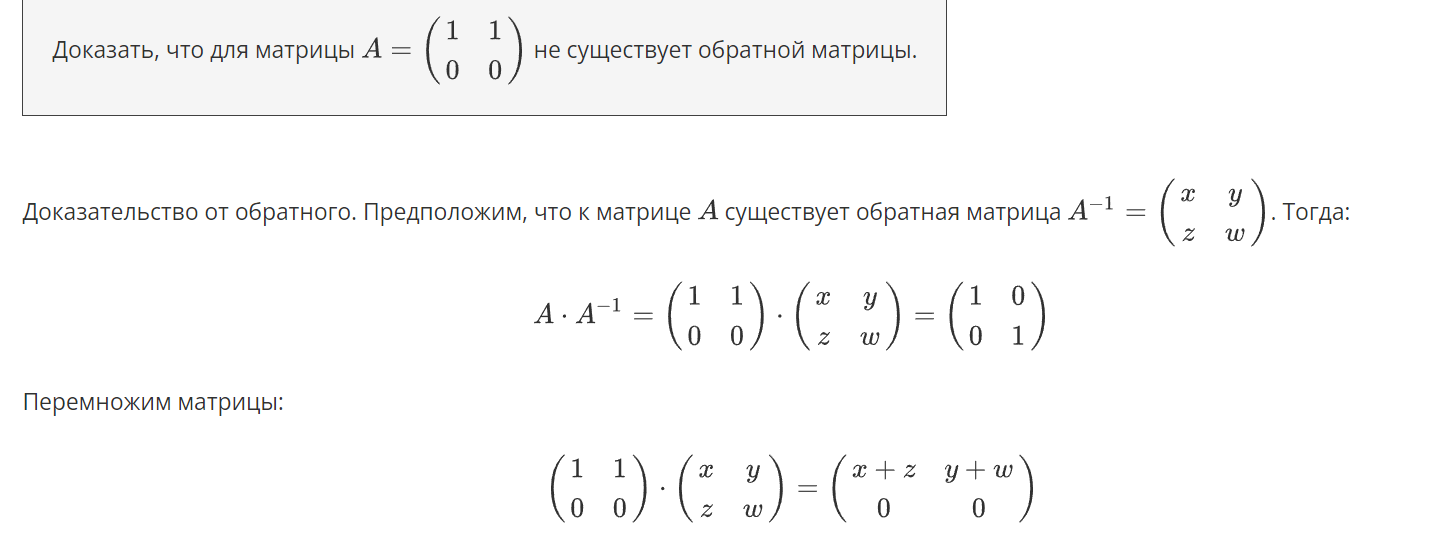 Доказать, что для матрицы $A = \begin{pmatrix} 1 & 1 \\ 0 & 0 \end{pmatrix}$ не существует обратной матрицы.
Доказательство от обратного. Предположим, что к матрице $A$ существует обратная матрица $A^{-1} = \begin{pmatrix} x & y \\ z & w \end{pmatrix}$. Тогда:
$A \cdot A^{-1} = \begin{pmatrix} 1 & 1 \\ 0 & 0 \end{pmatrix} \cdot \begin{pmatrix} x & y \\ z & w \end{pmatrix} = \begin{pmatrix} 1 & 0 \\ 0 & 1 \end{pmatrix}$
Перемножим матрицы:
$\begin{pmatrix} 1 & 1 \\ 0 & 0 \end{pmatrix} \cdot \begin{pmatrix} x & y \\ z & w \end{pmatrix} = \begin{pmatrix} x + z & y + w \\ 0 & 0 \end{pmatrix}$